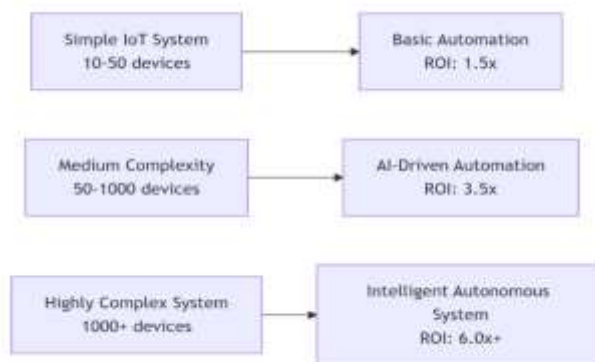 Simple IoT System
10-50 devices
Basic Automation
ROI: 1.5x
Medium Complexity
50-1000 devices
AI-Driven Automation
ROI: 3.5x
Highly Complex System
1000+ devices
Intelligent Autonomous
System
ROI: 6.0x+